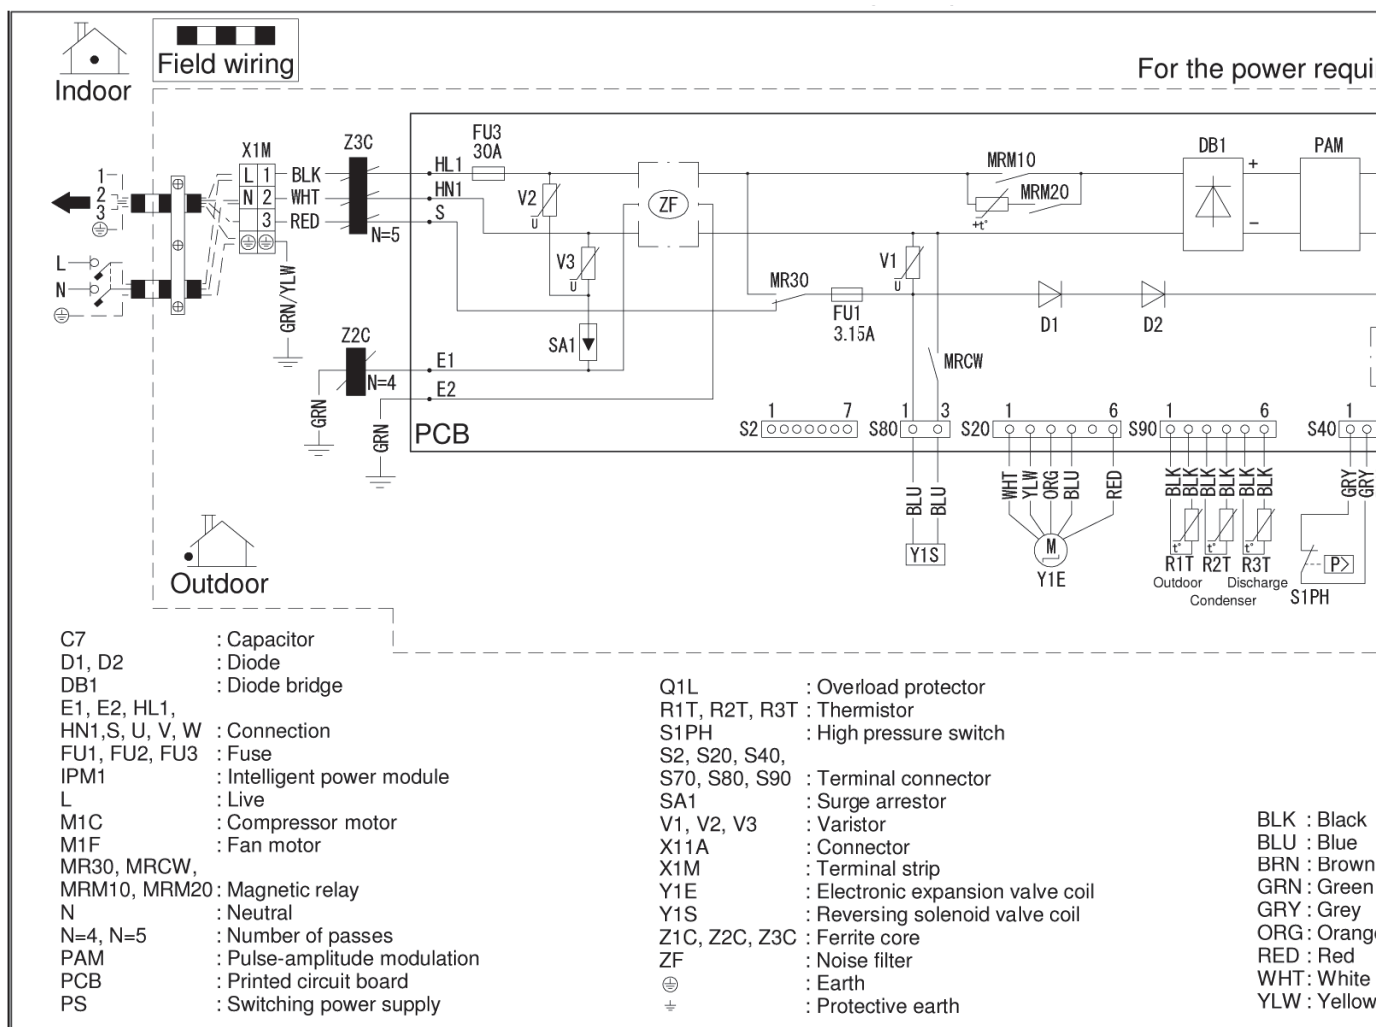 Indoor
Field wiring
For the power requi
X1M
Z3C
FU3
30A
HL1
HN1
S
1
2
3
L 1
N 2
3
BLK
WHT
RED
N=5
V2
U
V3
U
ZF
MRM10
MRM20
+t°
DB1
+
−
PAM
L
N
GRN/YLW
V1
U
MR30
FU1
3.15A
D1
D2
Z2C
N=4
SA1
E1
E2
MRCW
GRN
GRN
PCB
S2 1 7
S80 1 3
S20 1 6
S90 1 6
S40 1
BLU
BLU
WHT
YLW
ORG
BLU
RED
BLK
BLK
BLK
BLK
BLK
BLK
GRY
GRY
Y1S
M
Y1E
t°
t°
t°
R1T R2T R3T
Outdoor
Discharge
Condenser
P>
S1PH
Outdoor
C7 : Capacitor
D1, D2 : Diode
DB1 : Diode bridge
E1, E2, HL1,
HN1,S, U, V, W : Connection
FU1, FU2, FU3 : Fuse
IPM1 : Intelligent power module
L : Live
M1C : Compressor motor
M1F : Fan motor
MR30, MRCW,
MRM10, MRM20 : Magnetic relay
N : Neutral
N=4, N=5 : Number of passes
PAM : Pulse-amplitude modulation
PCB : Printed circuit board
PS : Switching power supply
Q1L : Overload protector
R1T, R2T, R3T : Thermistor
S1PH : High pressure switch
S2, S20, S40,
S70, S80, S90 : Terminal connector
SA1 : Surge arrestor
V1, V2, V3 : Varistor
X11A : Connector
X1M : Terminal strip
Y1E : Electronic expansion valve coil
Y1S : Reversing solenoid valve coil
Z1C, Z2C, Z3C : Ferrite core
ZF : Noise filter
: Earth
: Protective earth
BLK : Black
BLU : Blue
BRN : Brown
GRN : Green
GRY : Grey
ORG : Orange
RED : Red
WHT : White
YLW : Yellow